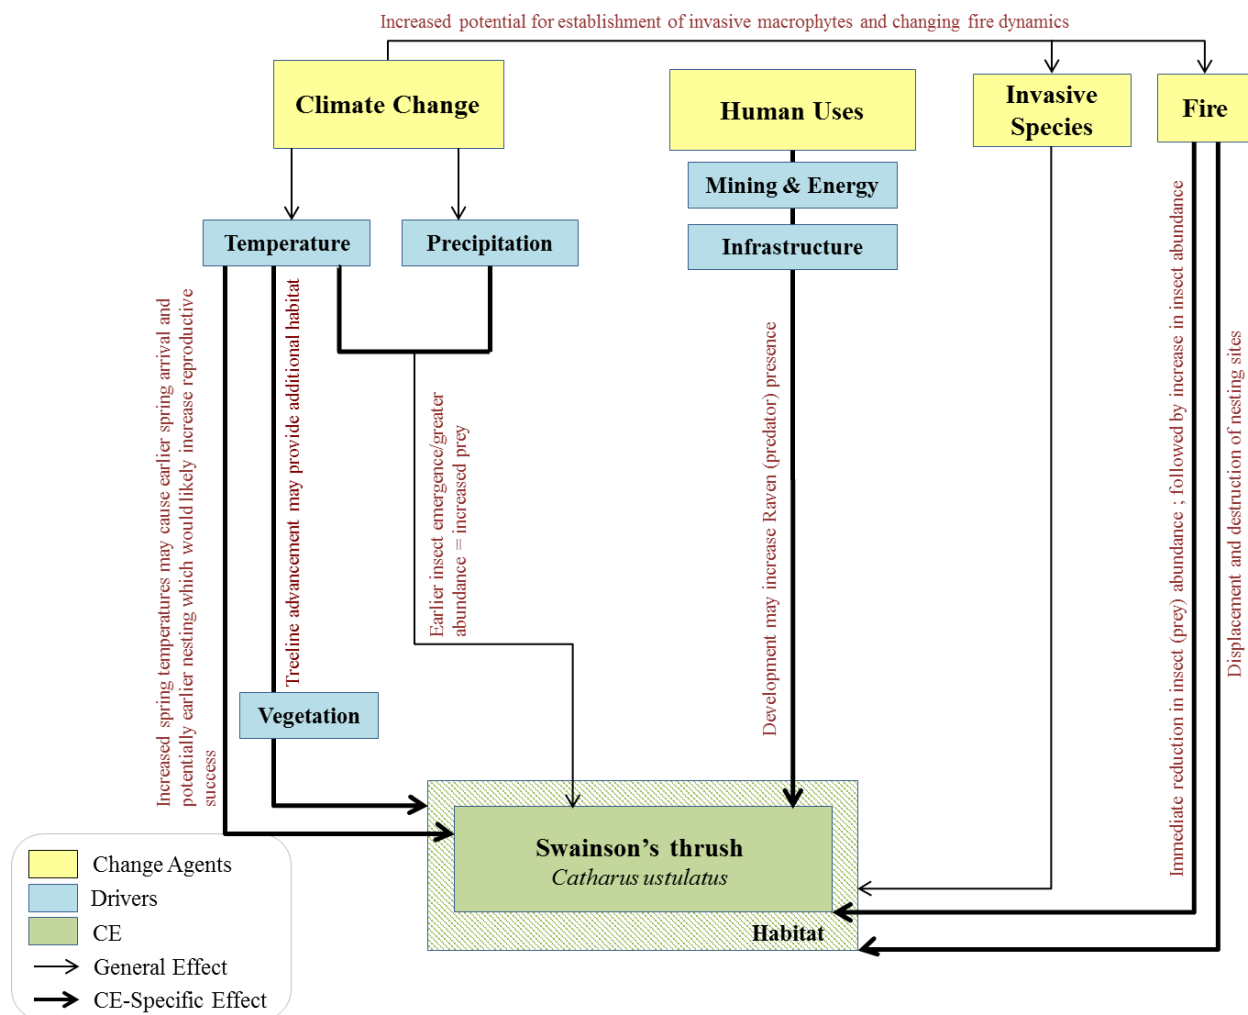 Increased potential for establishment of invasive macrophytes and changing fire dynamics
Climate Change
Human Uses
Invasive
Species
Fire
Mining & Energy
Temperature
Precipitation
Infrastructure
Increased spring temperatures may cause earlier spring arrival and
potentially earlier nesting which would likely increase reproductive
success
Treeline advancement may provide additional habitat
Earlier insect emergence/greater
abundance = increased prey
Development may increase Raven (predator) presence
Immediate reduction in insect (prey) abundance ; followed by increase in insect abundance
Displacement and destruction of nesting sites
Vegetation
Swainson's thrush
Catharus ustulatus
Habitat
Change Agents
Drivers
CE
General Effect
CE-Specific Effect